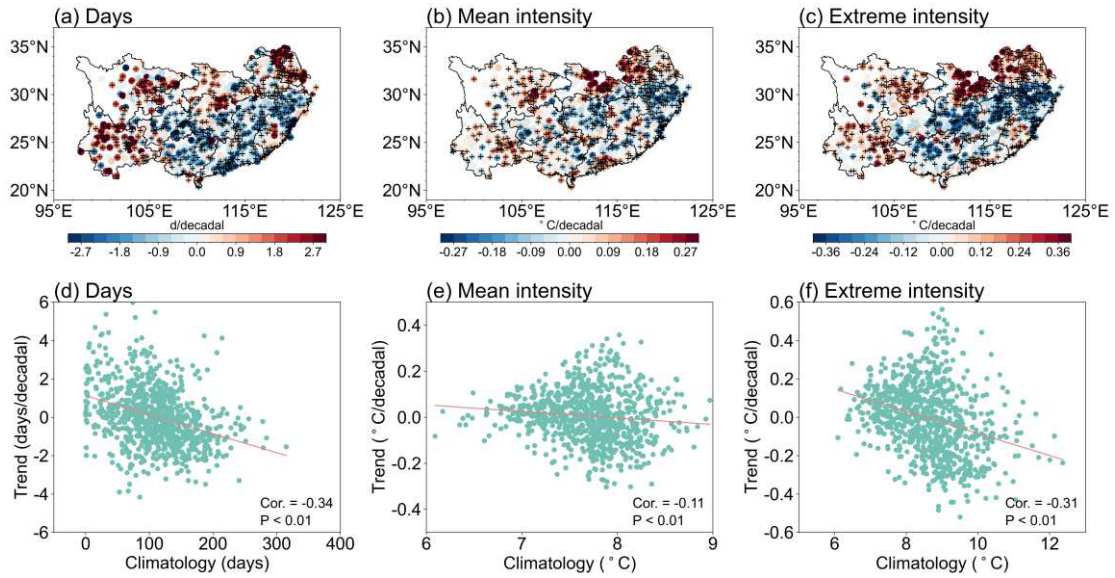 (a) Days
(b) Mean intensity
(c) Extreme intensity
35°N
30°N
25°N
20°N
95°E 105°E 115°E 125°E
35°N
30°N
25°N
20°N
95°E 105°E 115°E 125°E
35°N
30°N
25°N
20°N
95°E 105°E 115°E 125°E
d/decadal
-2.7 -1.8 -0.9 0.0 0.9 1.8 2.7
°C/decadal
-0.27 -0.18 -0.09 0.00 0.09 0.18 0.27
°C/decadal
-0.36 -0.24 -0.12 0.00 0.12 0.24 0.36
(d) Days
Trend (days/decadal)
6
4
2
0
-2
-4
-6
Cor. = -0.34
P < 0.01
0 100 200 300 400
Climatology (days)
(e) Mean intensity
Trend (°C/decadal)
0.4
0.2
0.0
-0.2
-0.4
Cor. = -0.11
P < 0.01
6 7 8 9
Climatology (°C)
(f) Extreme intensity
Trend (°C/decadal)
0.6
0.4
0.2
0.0
-0.2
-0.4
-0.6
Cor. = -0.31
P < 0.01
6 8 10 12
Climatology (°C)